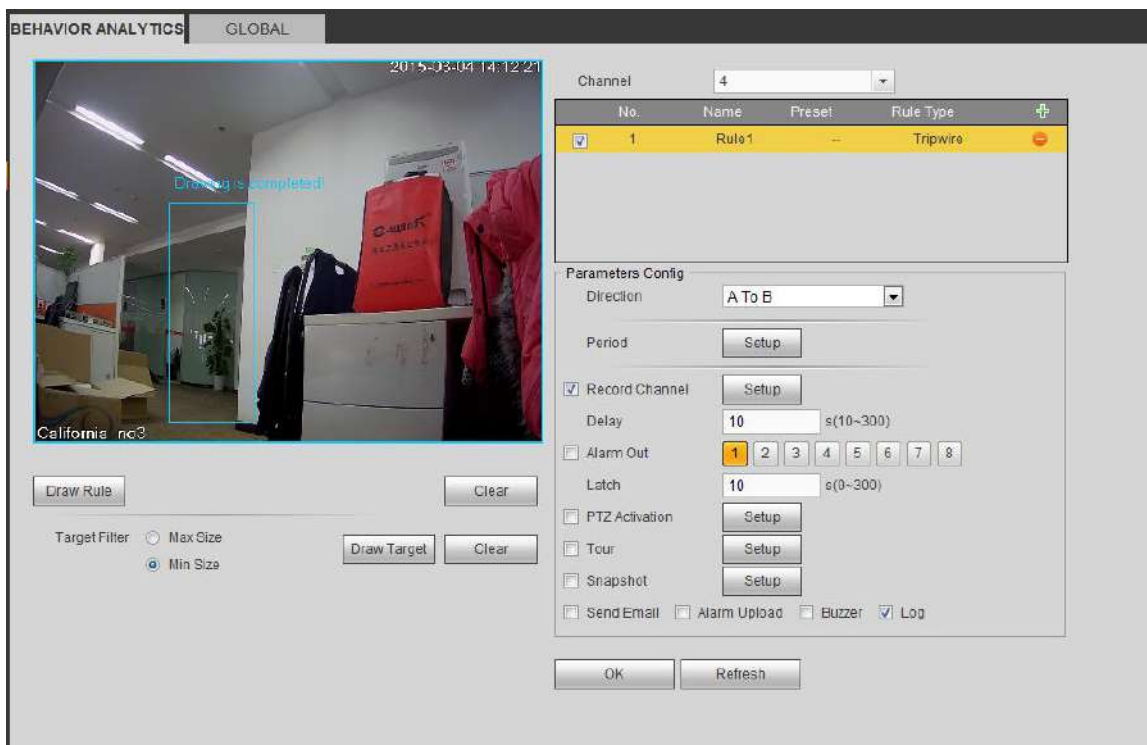 BEHAVIOR ANALYTICS GLOBAL
2015-03-04 14:12:21
Drawing is completed!
California no3
Draw Rule Clear
Target Filter Max Size
Min Size
Draw Target Clear
Channel 4
No. Name Preset Rule Type
1 Rule1 -- Tripwire
Parameters Config
Direction A To B
Period Setup
Record Channel Setup
Delay 10 s(10~300)
Alarm Out 1 2 3 4 5 6 7 8
Latch 10 s(0~300)
PTZ Activation Setup
Tour Setup
Snapshot Setup
Send Email Alarm Upload Buzzer Log
OK Refresh